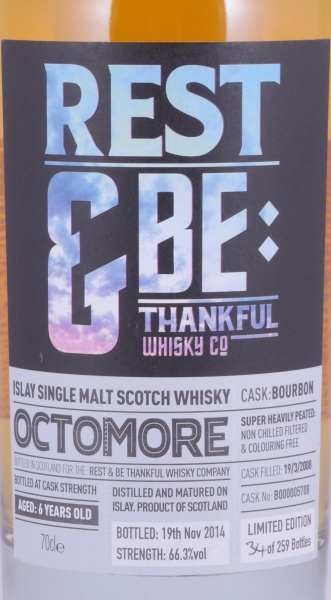 REST
& BE:
THANKFUL
WHISKY Co
ISLAY SINGLE MALT SCOTCH WHISKY
OCTOMORE
BOTTLED IN SCOTLAND FOR THE: REST & BE THANKFUL WHISKY COMPANY
BOTTLED AT CASK STRENGTH
AGED: 6 YEARS OLD
70cle
DISTILLED AND MATURED ON
ISLAY. PRODUCT OF SCOTLAND
BOTTLED: 19th Nov 2014
STRENGTH: 66.3%vol
CASK: BOURBON
SUPER HEAVILY PEATED:
NON CHILL FILTERED
& COLOURING FREE
CASK FILLED: 19/3/2008
CASK No: B000005708
LIMITED EDITION
34 of 259 Bottles